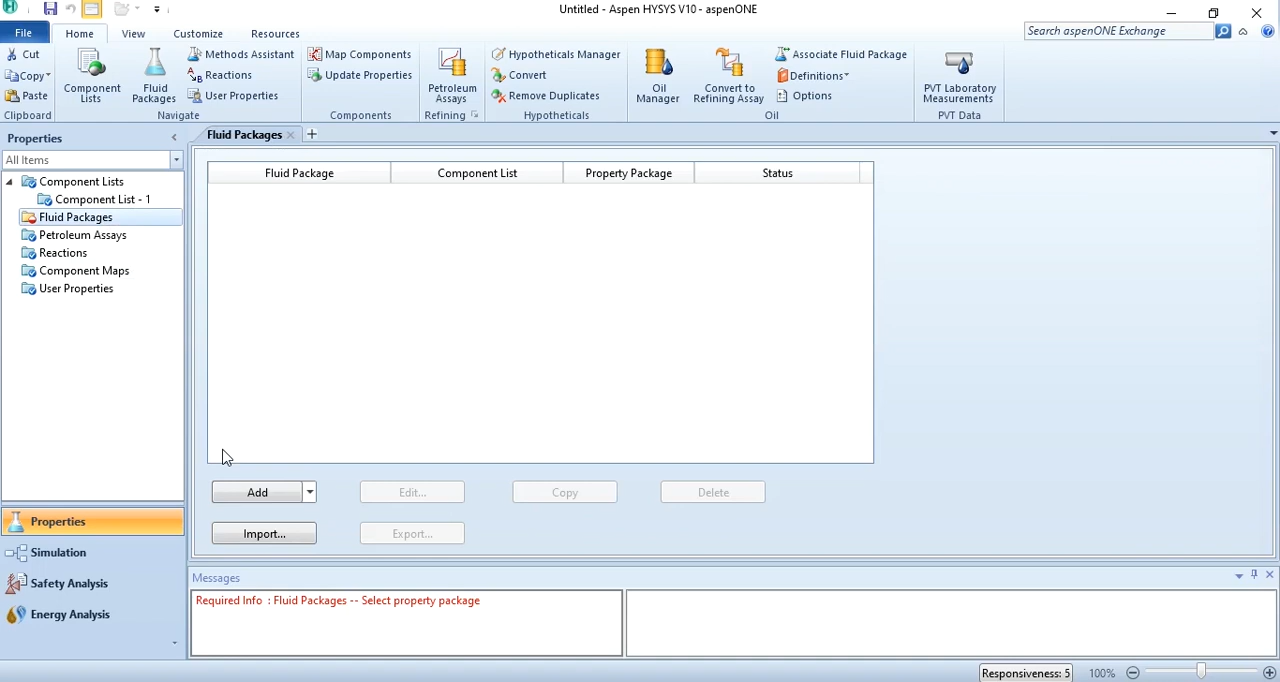 Untitled - Aspen HYSYS V10 - aspenONE
File Home View Customize Resources
Search aspenONE Exchange
Cut
Copy
Paste
Clipboard
Component Lists
Fluid Packages
Methods Assistant
Reactions
User Properties
Navigate
Map Components
Update Properties
Components
Petroleum Assays
Refining
Hypotheticals Manager
Convert
Remove Duplicates
Hypotheticals
Oil Manager
Convert to Refining Assay
Associate Fluid Package
Definitions
Options
Oil
PVT Laboratory Measurements
PVT Data
Properties
All Items
Component Lists
Component List - 1
Fluid Packages
Petroleum Assays
Reactions
Component Maps
User Properties
Properties
Simulation
Safety Analysis
Energy Analysis
Fluid Packages
Fluid Package Component List Property Package Status
Add Edit... Copy Delete
Import... Export...
Messages
Required Info : Fluid Packages -- Select property package
Responsiveness: 5 100%